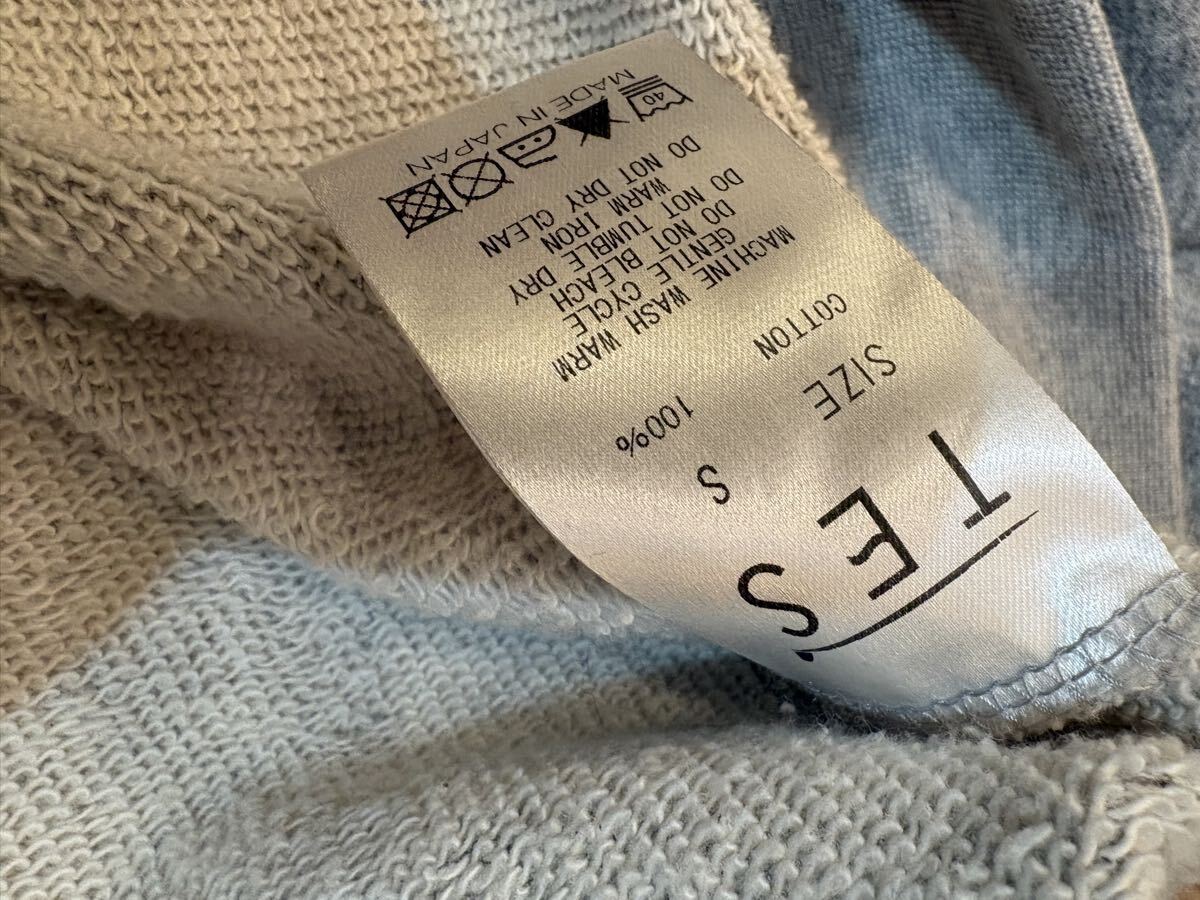 TES
SIZE S
COTTON 100%
MACHINE WASH WARM
GENTLE CYCLE
DO NOT BLEACH
DO NOT TUMBLE DRY
WARM IRON
DO NOT DRY CLEAN
40
MADE IN JAPAN